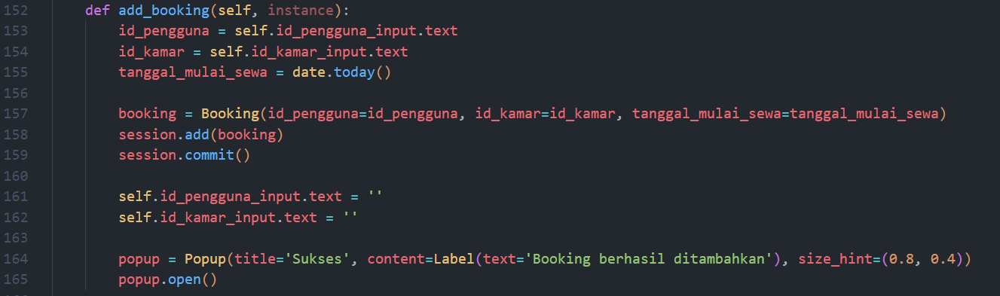 152 def add_booking(self, instance):
153 id_pengguna = self.id_pengguna_input.text
154 id_kamar = self.id_kamar_input.text
155 tanggal_mulai_sewa = date.today()
156
157 booking = Booking(id_pengguna=id_pengguna, id_kamar=id_kamar, tanggal_mulai_sewa=tanggal_mulai_sewa)
158 session.add(booking)
159 session.commit()
160
161 self.id_pengguna_input.text = ''
162 self.id_kamar_input.text = ''
163
164 popup = Popup(title='Sukses', content=Label(text='Booking berhasil ditambahkan'), size_hint=(0.8, 0.4))
165 popup.open()